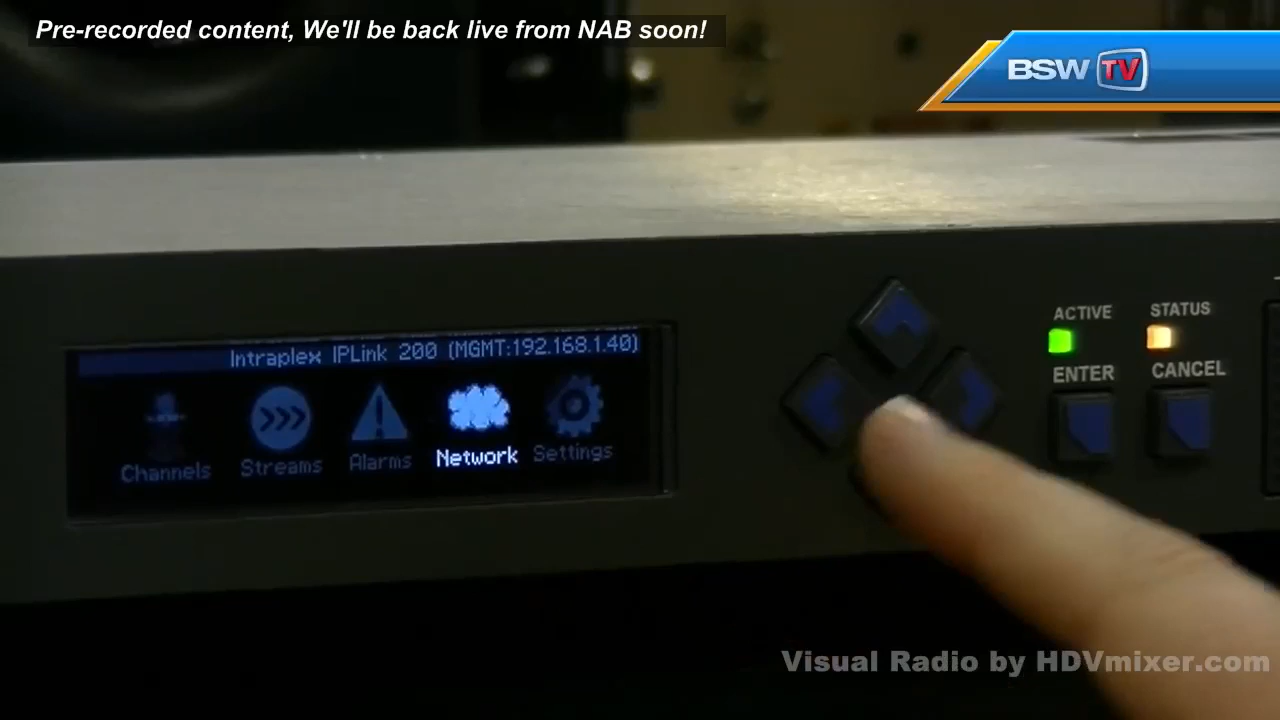 Pre-recorded content, We'll be back live from NAB soon!
BSW TV
Intraplex IPLink 200 (MGMT:192.168.1.40)
Channels Streams Alarms Network Settings
ACTIVE STATUS
ENTER CANCEL
Visual Radio by HDVmixer.com